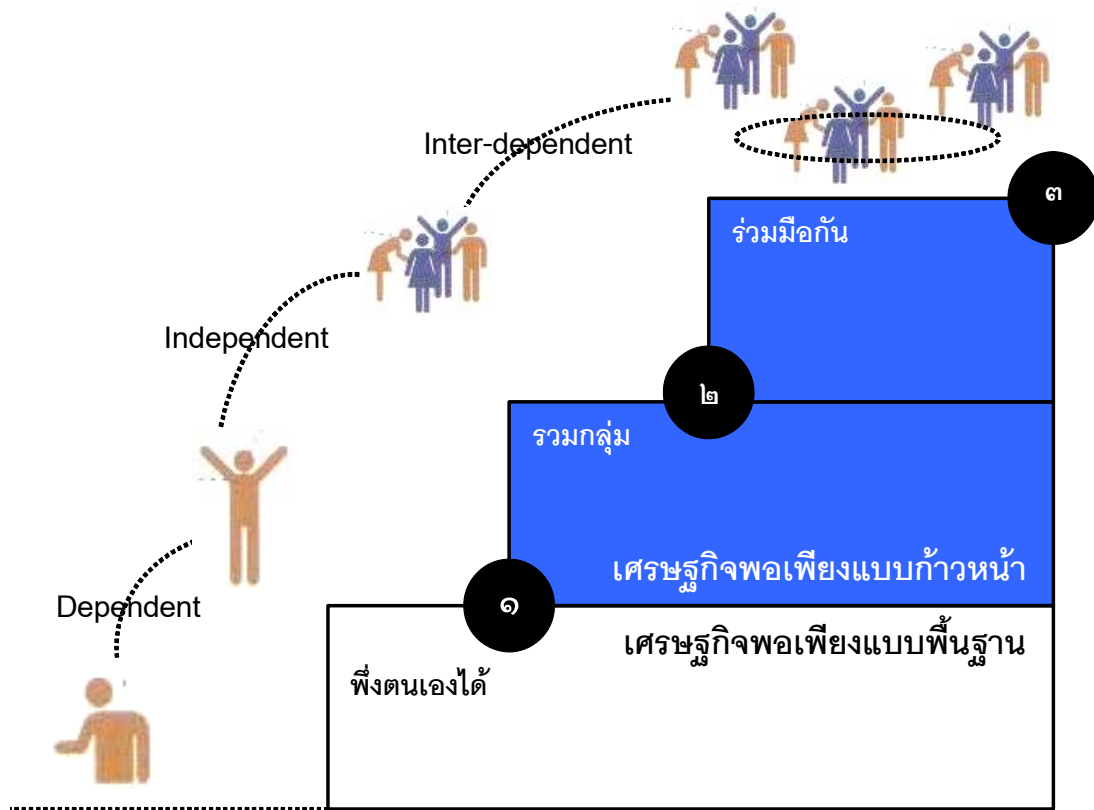 Inter-dependent
๓
ร่วมมือกัน
Independent
๒
รวมกลุ่ม
เศรษฐกิจพอเพียงแบบก้าวหน้า
Dependent
๑
เศรษฐกิจพอเพียงแบบพื้นฐาน
พึ่งตนเองได้